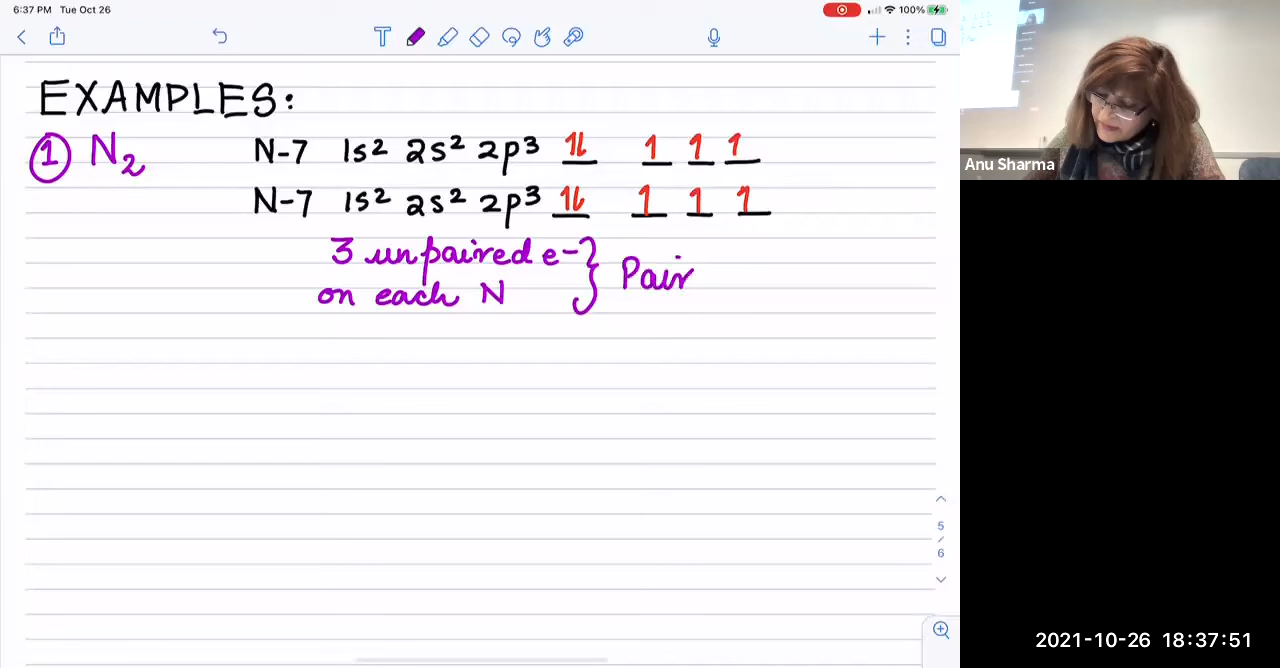 6:37 PM Tue Oct 26
100%
EXAMPLES:
① N₂ N-7 1s² 2s² 2p³ 1l 1 1 1
N-7 1s² 2s² 2p³ 1l 1 1 1
3 unpaired e-
on each N } Pair
Anu Sharma
5
/
6
2021-10-26 18:37:51